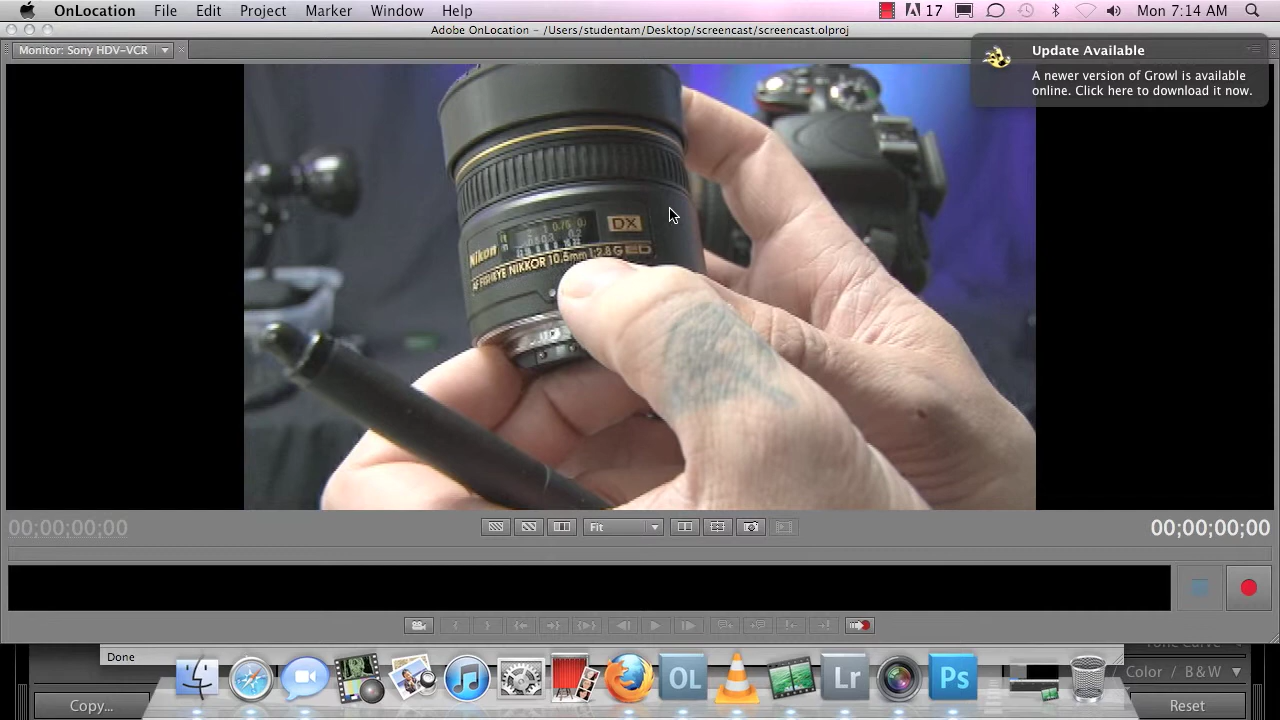 OnLocation File Edit Project Marker Window Help
17
Mon 7:14 AM
Adobe OnLocation – /Users/studentam/Desktop/screencast/screencast.olproj
Monitor: Sony HDV-VCR
Update Available
A newer version of Growl is available
online. Click here to download it now.
DX
Nikon
AF FISHEYE NIKKOR 10.5mm 1:2.8 G ED
00;00;00;00
Fit
00;00;00;00
Done
Tone Curve
Color / B&W
OL
Lr
Ps
Copy...
Reset